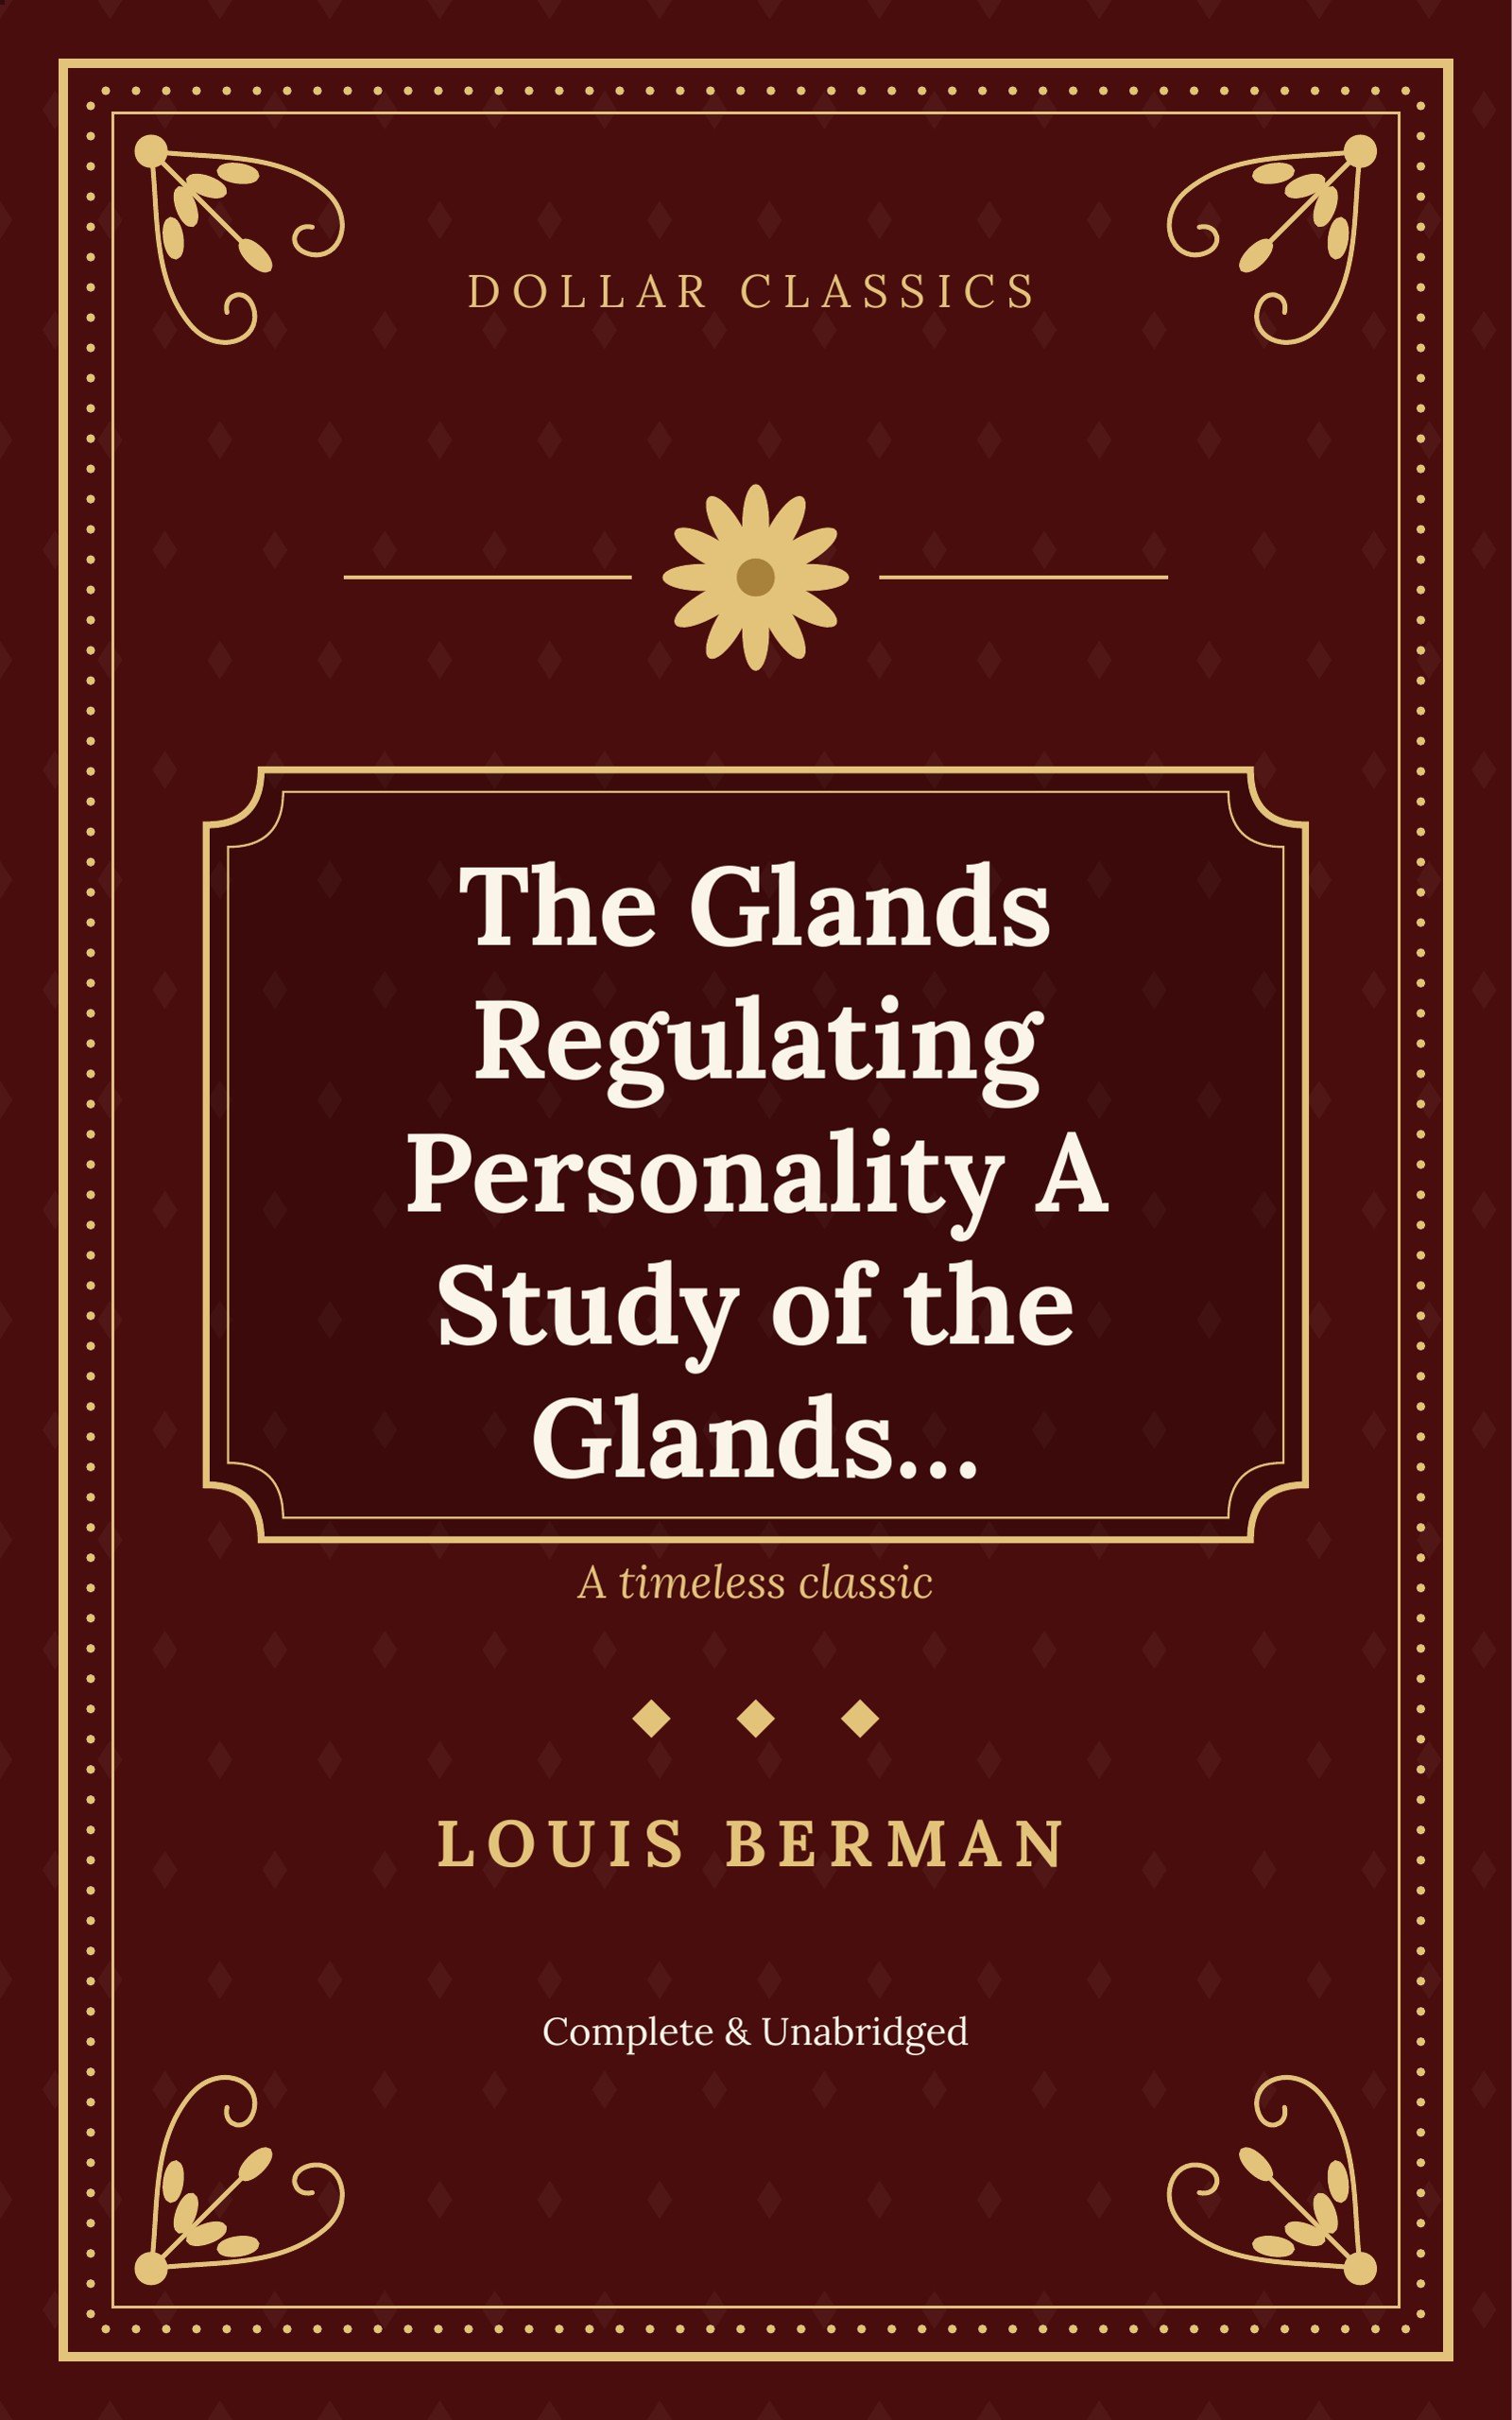 DOLLAR CLASSICS
The Glands
Regulating
Personality A
Study of the
Glands...
A timeless classic
LOUIS BERMAN
Complete & Unabridged